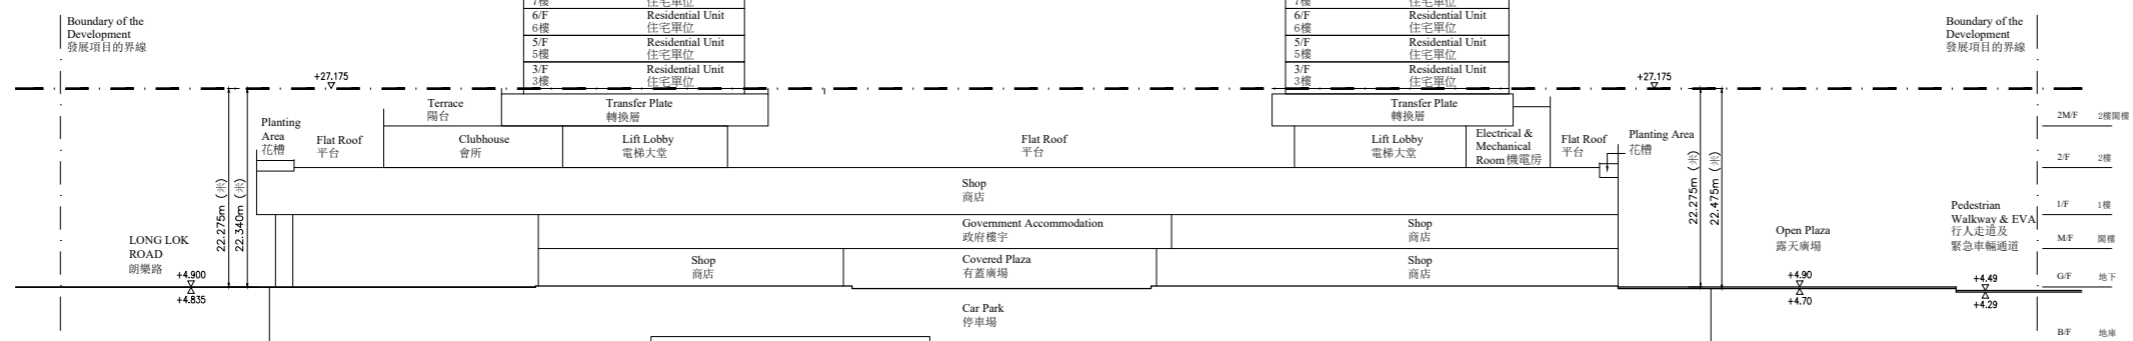 7樓 住宅單位
7樓 住宅單位
6/F Residential Unit
6樓 住宅單位
6/F Residential Unit
6樓 住宅單位
5/F Residential Unit
5樓 住宅單位
5/F Residential Unit
5樓 住宅單位
3/F Residential Unit
3樓 住宅單位
3/F Residential Unit
3樓 住宅單位
Boundary of the
Development
發展項目的界線
Boundary of the
Development
發展項目的界線
+27.175
+27.175
Terrace
陽台
Transfer Plate
轉換層
Transfer Plate
轉換層
Planting
Area
花槽
Flat Roof
平台
Clubhouse
會所
Lift Lobby
電梯大堂
Flat Roof
平台
Lift Lobby
電梯大堂
Electrical &
Mechanical
Room 機電房
Flat Roof
平台
Planting Area
花槽
2M/F 2樓閣樓
2/F 2樓
1/F 1樓
M/F 閣樓
G/F 地下
B/F 地庫
Shop
商店
22.275m (米)
22.340m (米)
22.275m (米)
22.475m (米)
Government Accommodation
政府樓宇
Shop
商店
LONG LOK
ROAD
朗樂路
+4.900
+4.835
Shop
商店
Covered Plaza
有蓋廣場
Shop
商店
Open Plaza
露天廣場
+4.90
+4.70
Pedestrian
Walkway & EVA
行人走道及
緊急車輛通道
+4.49
+4.29
Car Park
停車場